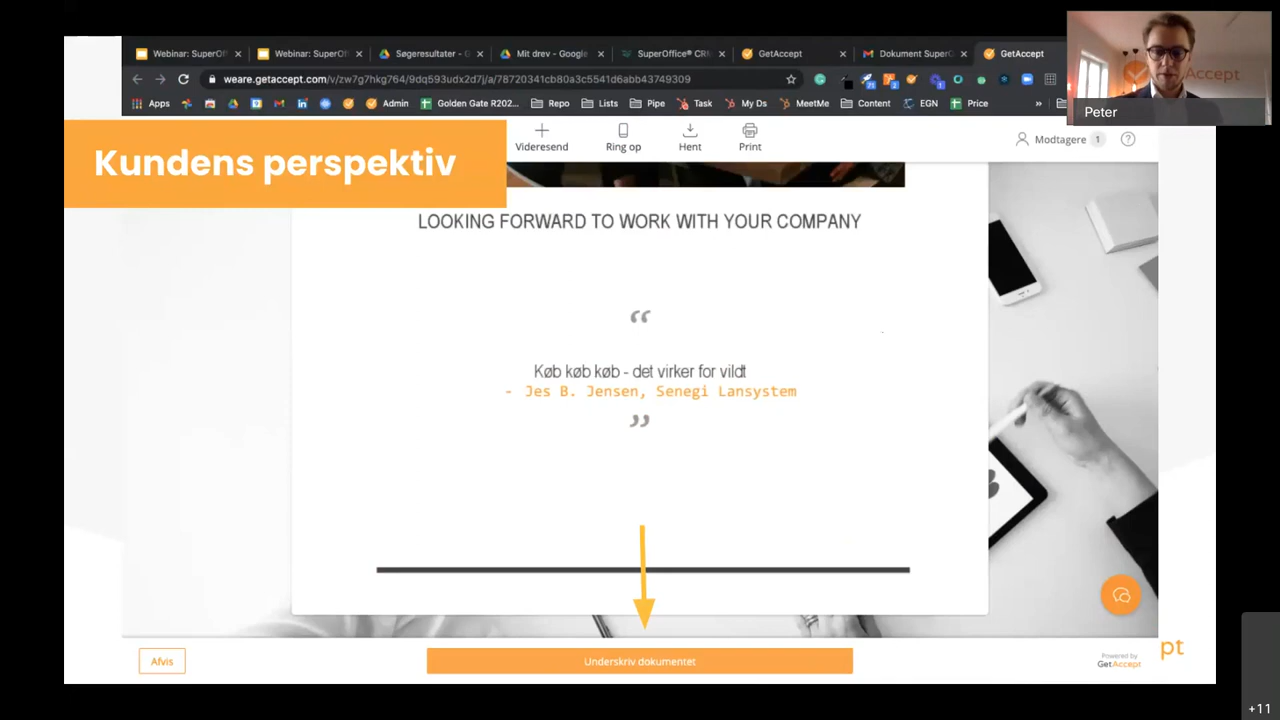 Webinar: SuperOf
Webinar: SuperOf
Søgeresultater - G
Mit drev - Google
SuperOffice® CRM
GetAccept
Dokument SuperO
GetAccept
weare.getaccept.com/v/zw7g7hkg764/9dq593udx2d7j/a/78720341cb80a3c5541d6abb43749309
Apps
Admin
Golden Gate R202...
Repo
Lists
Pipe
Task
My Ds
MeetMe
Content
EGN
Price
»
Accept
Peter
Kundens perspektiv
Videresend
Ring op
Hent
Print
Modtagere 1
LOOKING FORWARD TO WORK WITH YOUR COMPANY
“
Køb køb køb - det virker for vildt
- Jes B. Jensen, Senegi Lansystem
”
Afvis
Underskriv dokumentet
Powered by
GetAccept
pt
+11